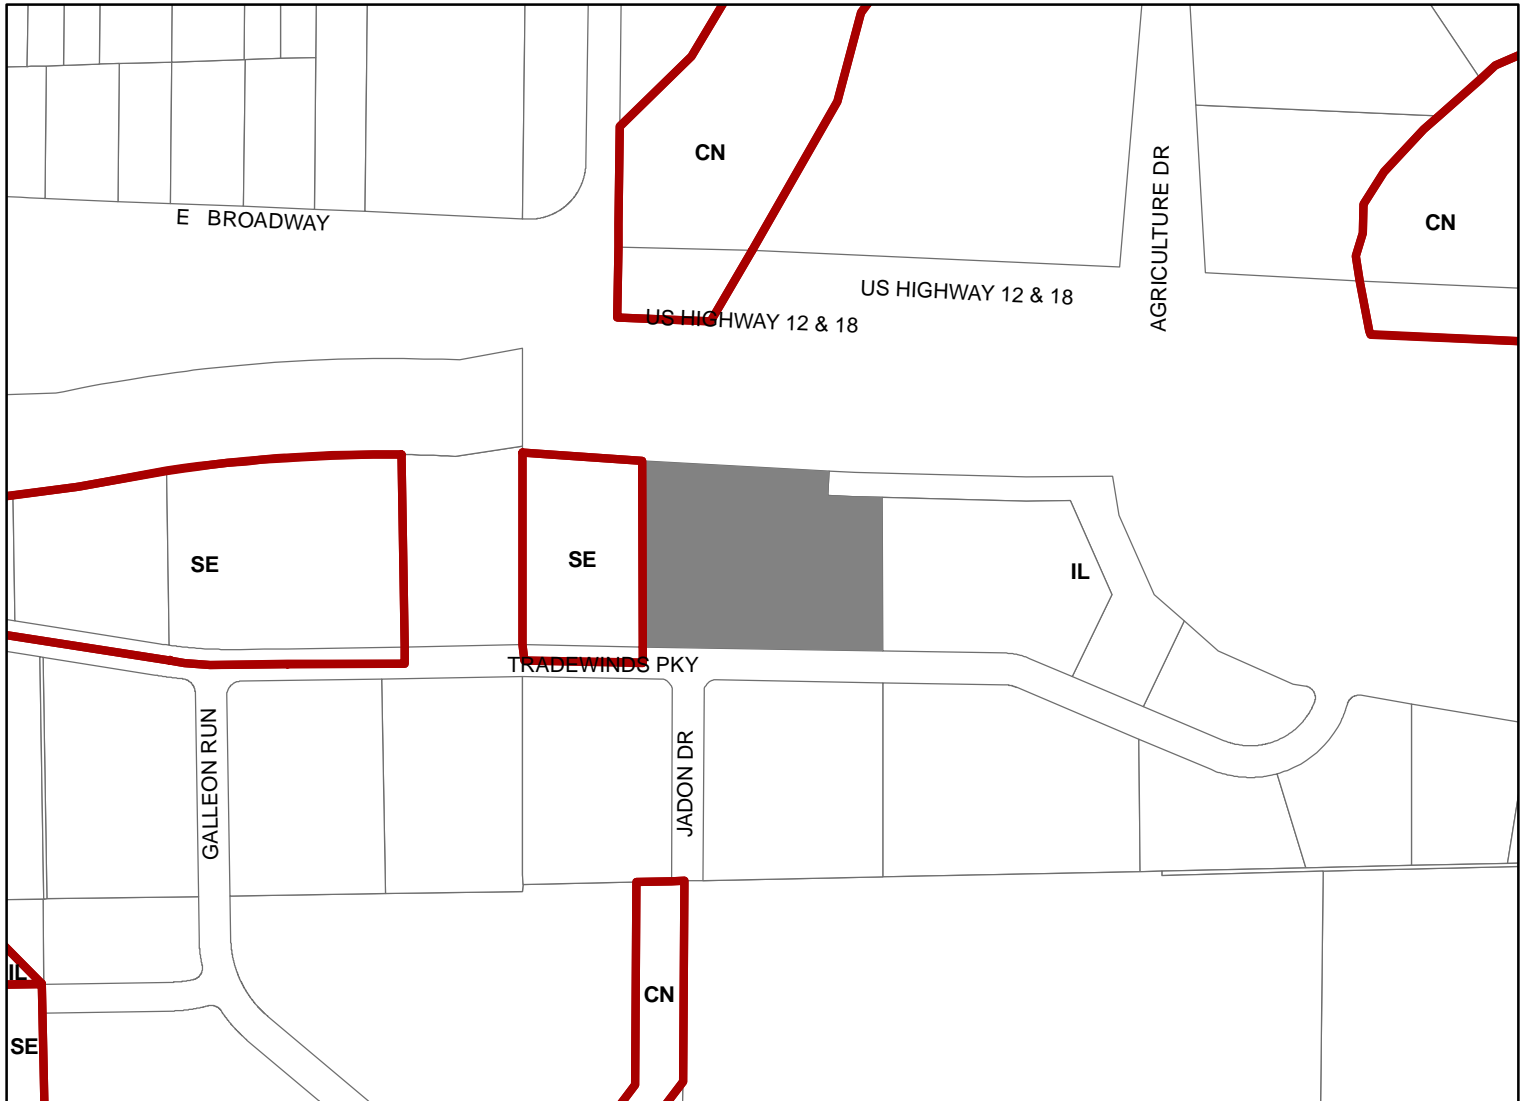 CN
AGRICULTURE DR
E BROADWAY
CN
US HIGHWAY 12 & 18
US HIGHWAY 12 & 18
SE
SE
IL
TRADEWINDS PKY
GALLEON RUN
JADON DR
IL
CN
SE